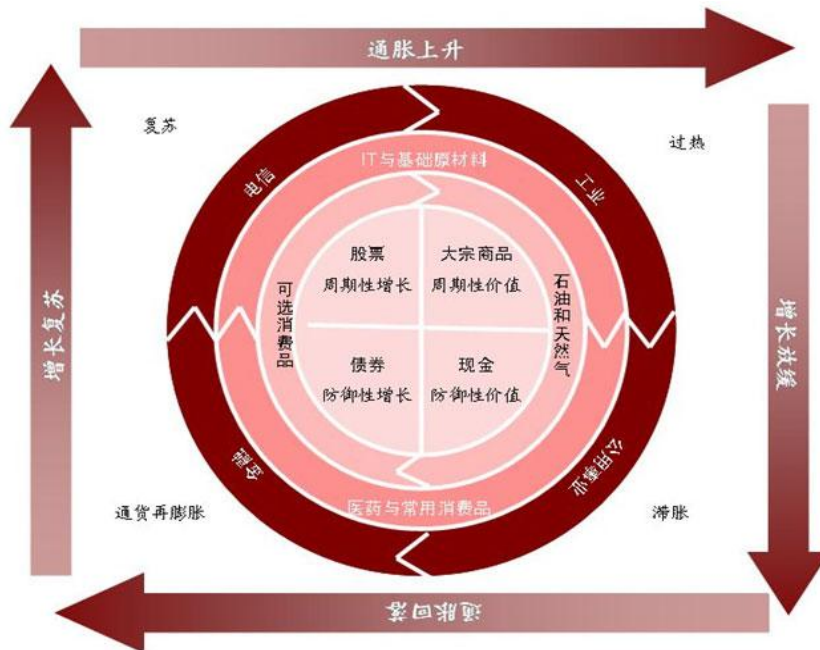 通胀上升
复苏
过热
IT与基础原材料
电信
工业
股票
周期性增长
大宗商品
周期性价值
可选消费品
石油和天然气
增长复苏
增长放缓
债券
防御性增长
现金
防御性价值
金融
公用事业
医药与常用消费品
通货再膨胀
滞胀
通胀回落